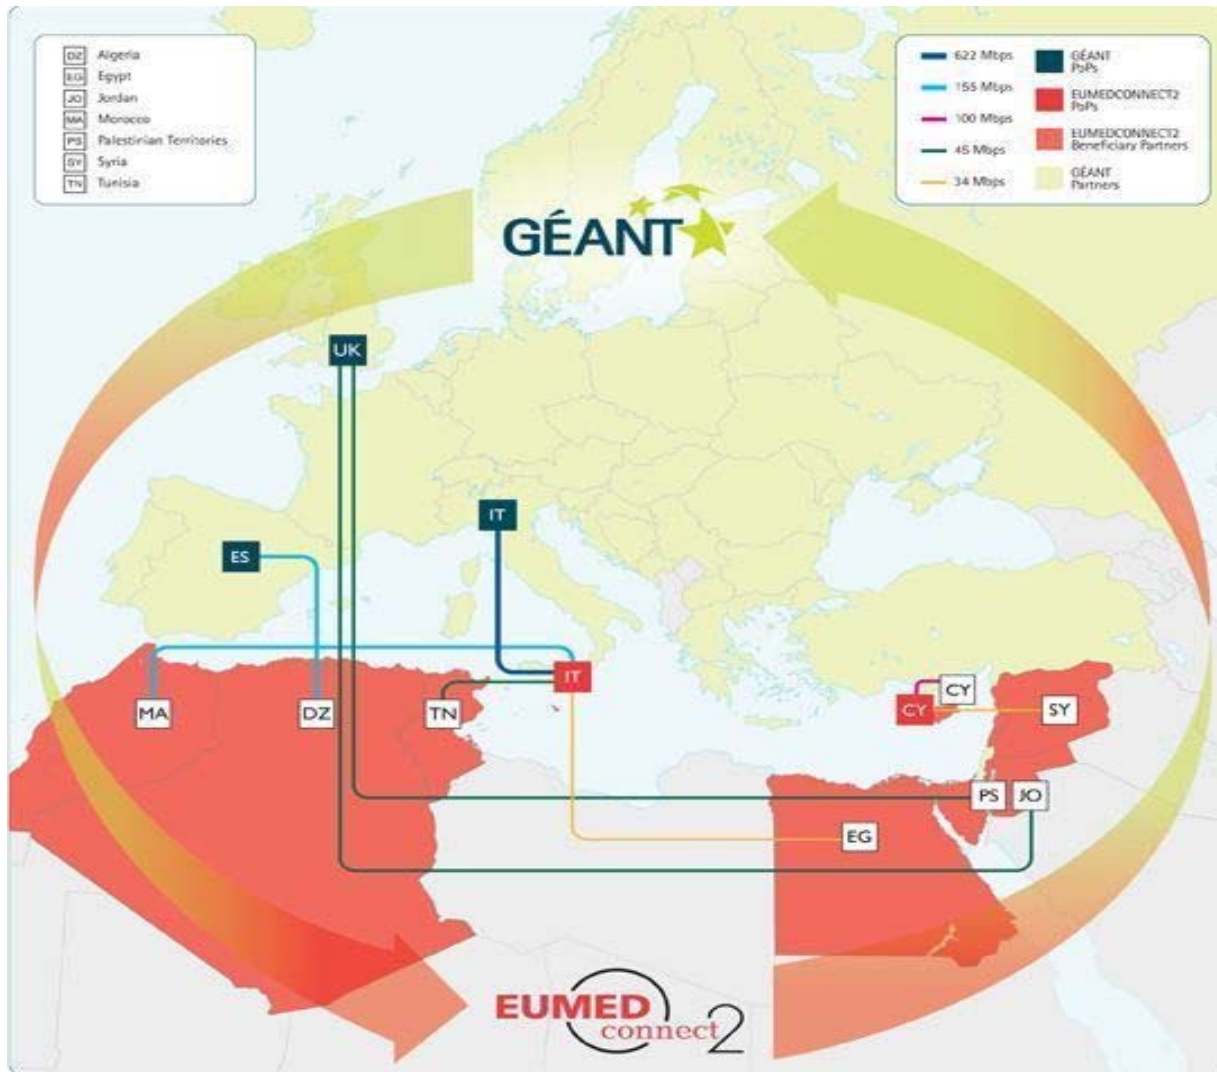 DZ Algeria
EG Egypt
JO Jordan
MA Morocco
PS Palestinian Territories
SY Syria
TN Tunisia
622 Mbps
155 Mbps
100 Mbps
45 Mbps
34 Mbps
GÉANT
PoPs
EUMEDCONNECT2
PoPs
EUMEDCONNECT2
Beneficiary Partners
GÉANT
Partners
GÉANT
UK
IT
ES
IT
MA
DZ
TN
CY
CY
SY
PS
JO
EG
EUMED
connect2